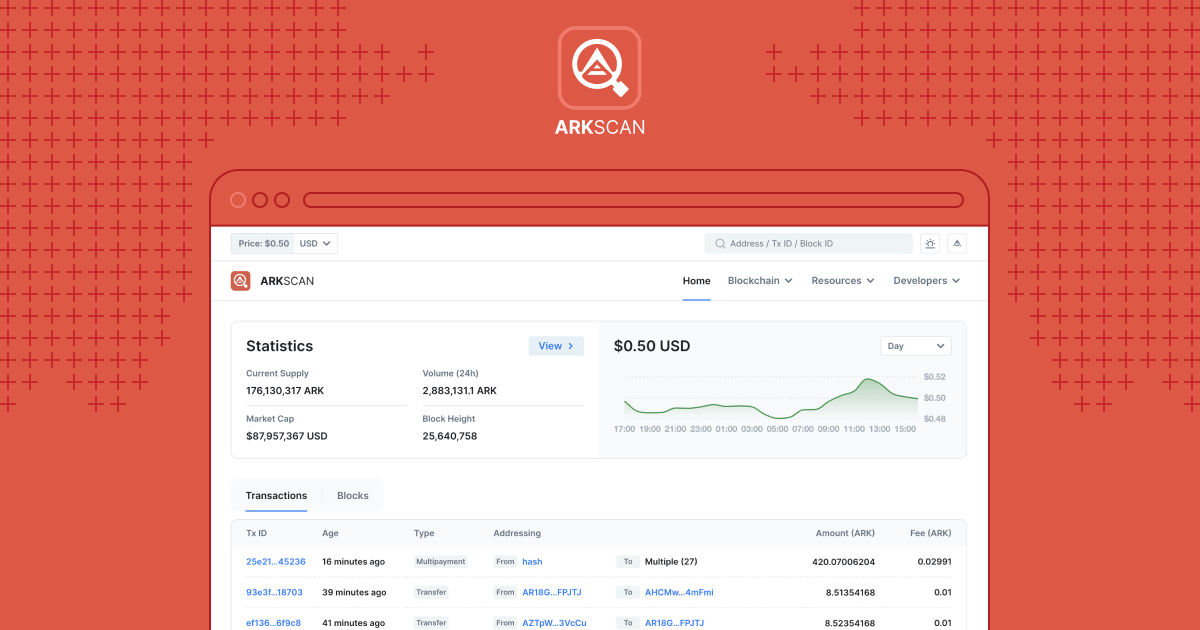 ARKSCAN
Price: $0.50 USD
Address / Tx ID / Block ID
ARKSCAN
Home Blockchain Resources Developers
Statistics
View
Current Supply
Volume (24h)
176,130,317 ARK
2,883,131.1 ARK
Market Cap
Block Height
$87,957,367 USD
25,640,758
$0.50 USD
Day
$0.52
$0.50
$0.48
17:00 19:00 21:00 23:00 01:00 03:00 05:00 07:00 09:00 11:00 13:00 15:00
Transactions Blocks
Tx ID Age Type Addressing Amount (ARK) Fee (ARK)
25e21...45236 16 minutes ago Multipayment From hash To Multiple (27) 420.07006204 0.02991
93e3f...18703 39 minutes ago Transfer From AR18G...FPJTJ To AHCMw...4mFmi 8.51354168 0.01
ef136...6f9c8 41 minutes ago Transfer From AZTpW...3VcCu To AR18G...FPJTJ 8.52354168 0.01